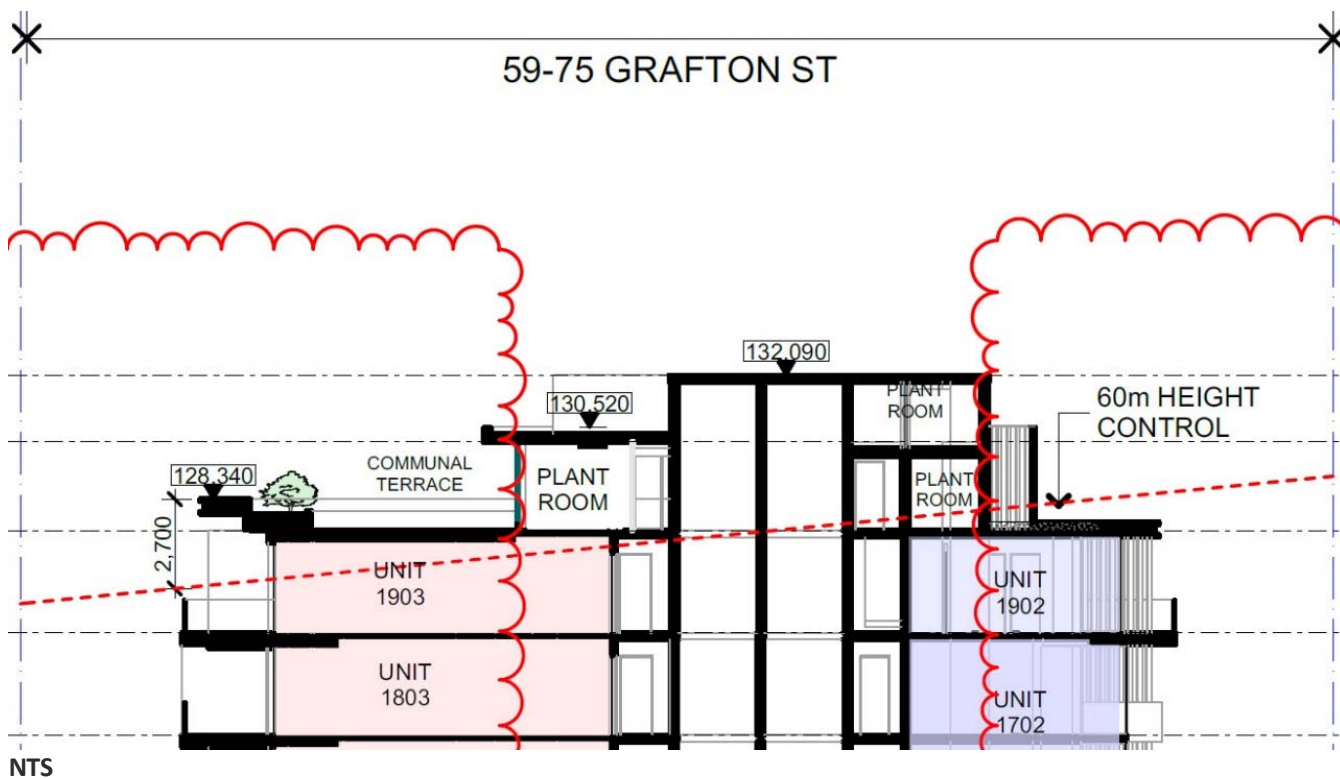 59-75 GRAFTON ST
132,090
PLANT
ROOM
60m HEIGHT
CONTROL
130,520
128,340
COMMUNAL
TERRACE
PLANT
ROOM
PLANT
ROOM
2,700
UNIT
1903
UNIT
1902
UNIT
1803
UNIT
1702
NTS